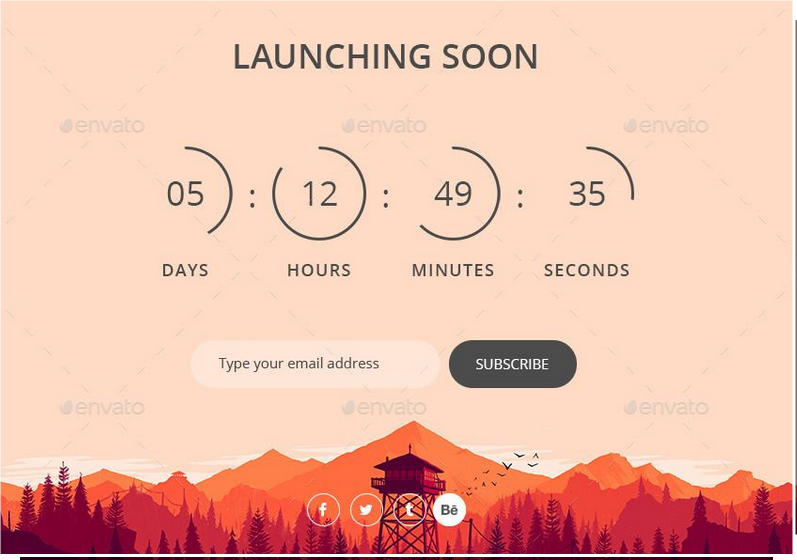 LAUNCHING SOON
envato envato envato
05 : 12 : 49 : 35
DAYS HOURS MINUTES SECONDS
Type your email address SUBSCRIBE
envato envato envato
f t Bē